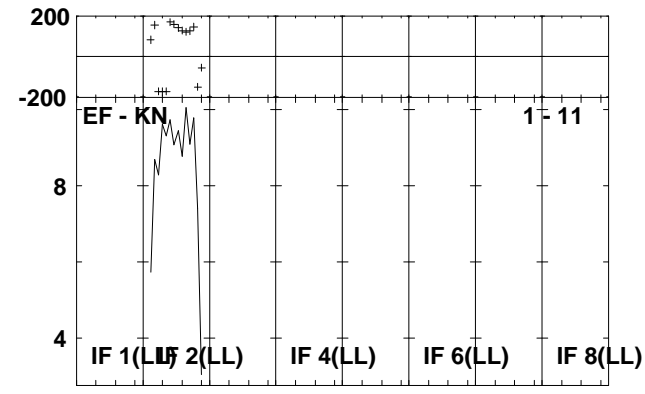 200
-200
EF - KN 1 - 11
8
4
IF 1(LL) IF 2(LL) IF 4(LL) IF 6(LL) IF 8(LL)